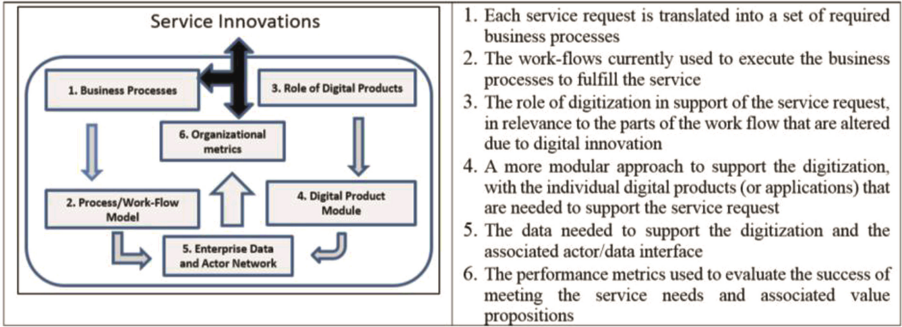 Service Innovations
1. Business Processes
3. Role of Digital Products
6. Organizational
metrics
2. Process/Work-Flow
Model
4. Digital Product
Module
5. Enterprise Data
and Actor Network
1. Each service request is translated into a set of required
business processes
2. The work-flows currently used to execute the business
processes to fulfill the service
3. The role of digitization in support of the service request,
in relevance to the parts of the work flow that are altered
due to digital innovation
4. A more modular approach to support the digitization,
with the individual digital products (or applications) that
are needed to support the service request
5. The data needed to support the digitization and the
associated actor/data interface
6. The performance metrics used to evaluate the success of
meeting the service needs and associated value
propositions